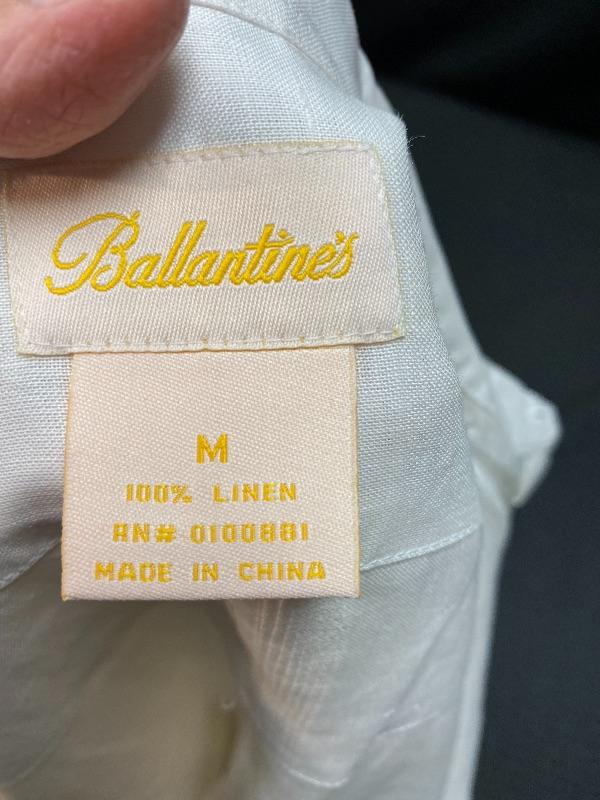 Ballantine's
M
100% LINEN
RN# 0100881
MADE IN CHINA